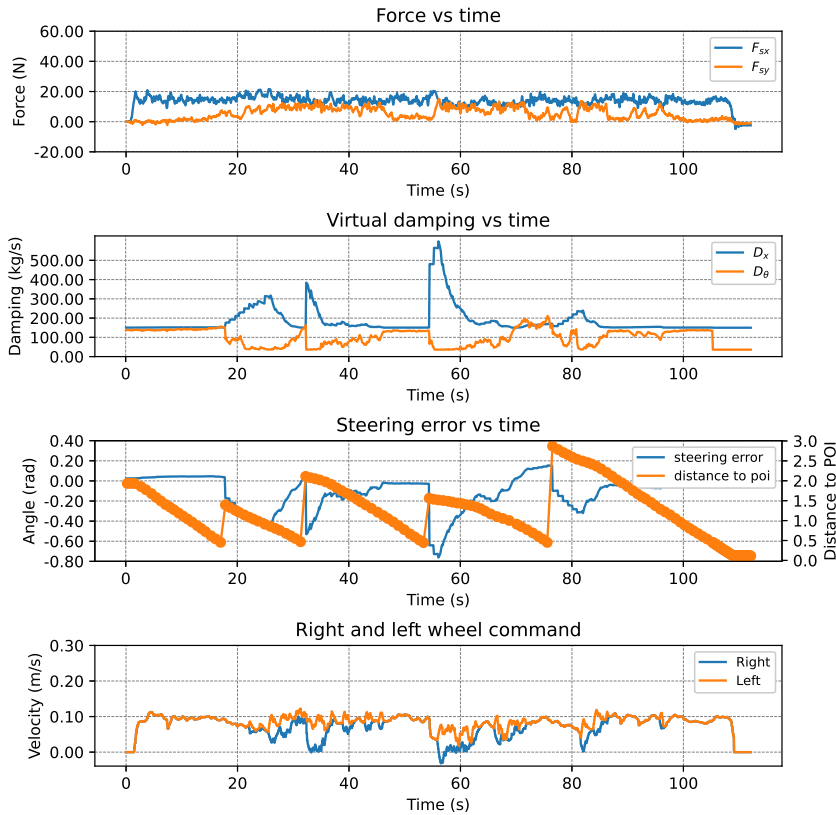 Force vs time
60.00
40.00
20.00
0.00
-20.00
Force (N)
F_sx
F_sy
0 20 40 60 80 100
Time (s)
Virtual damping vs time
500.00
400.00
300.00
200.00
100.00
0.00
Damping (kg/s)
D_x
D_θ
0 20 40 60 80 100
Time (s)
Steering error vs time
0.40
0.20
0.00
-0.20
-0.40
-0.60
-0.80
Angle (rad)
steering error
distance to poi
3.0
2.5
2.0
1.5
1.0
0.5
0.0
Distance to POI
0 20 40 60 80 100
Time (s)
Right and left wheel command
0.30
0.20
0.10
0.00
Velocity (m/s)
Right
Left
0 20 40 60 80 100
Time (s)